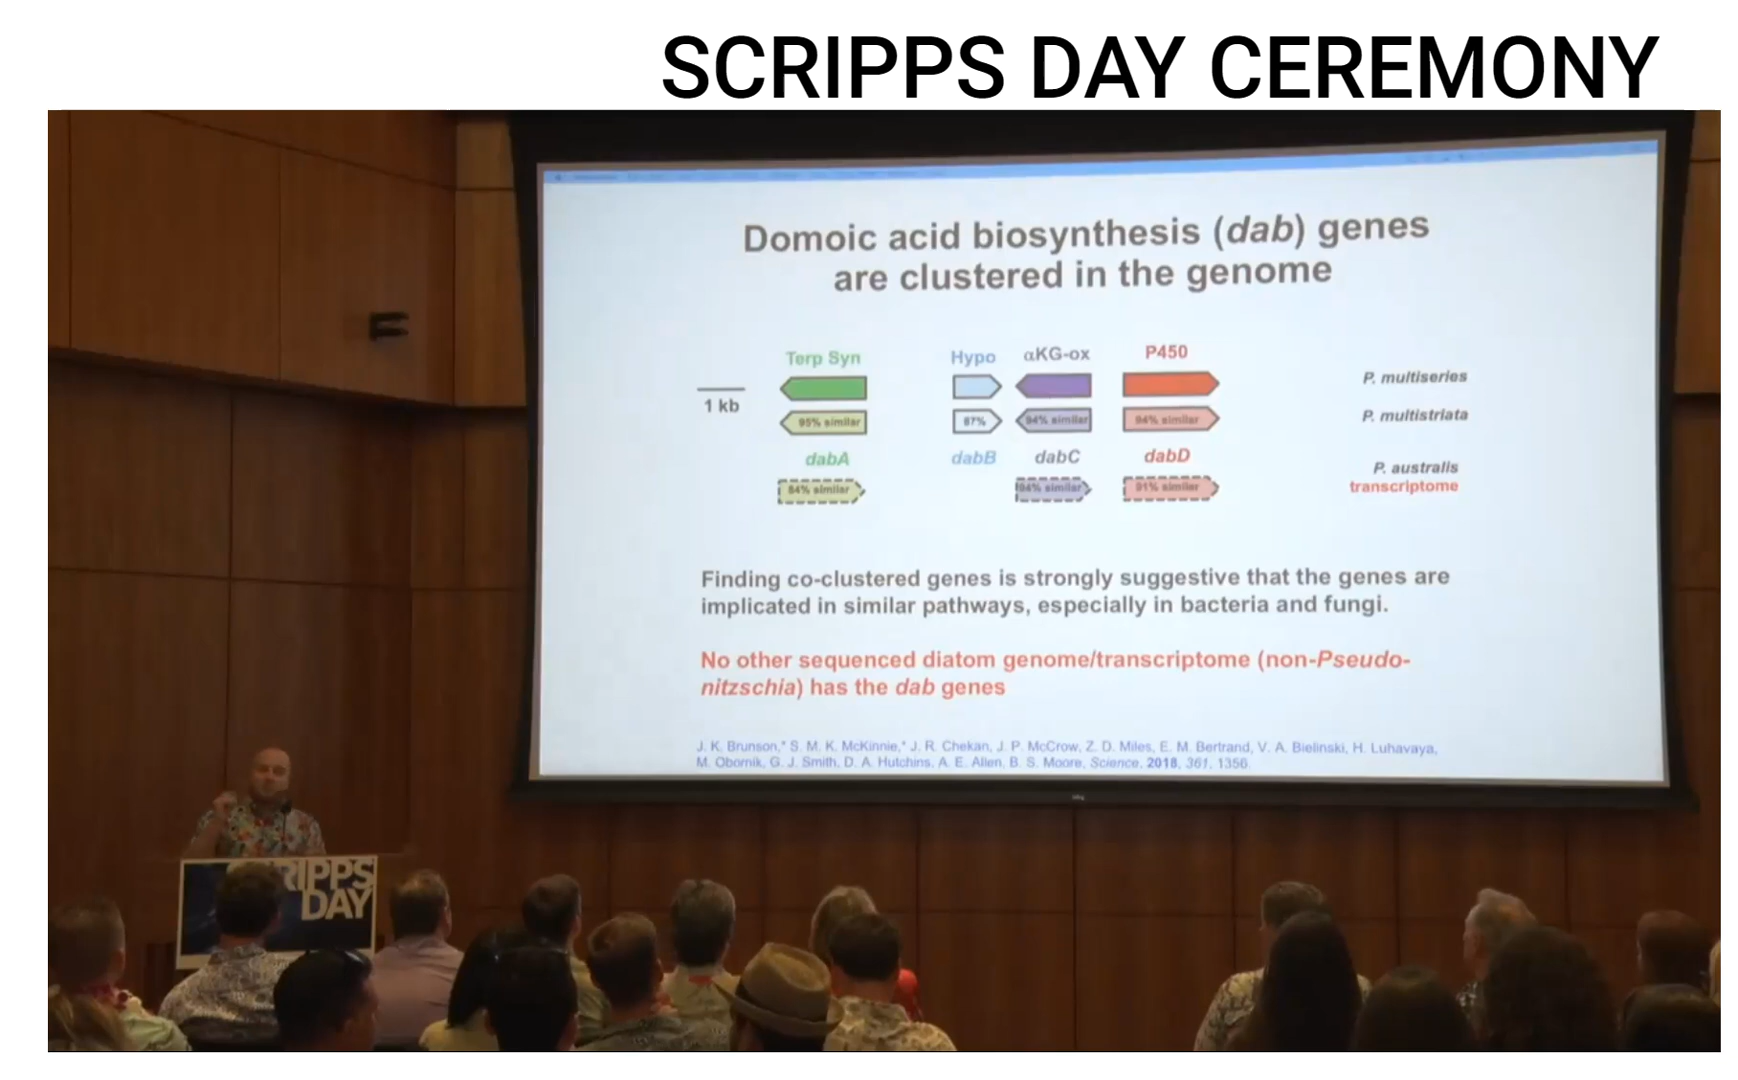 SCRIPPS DAY CEREMONY
Domoic acid biosynthesis (dab) genes
are clustered in the genome
Terp Syn Hypo αKG-ox P450
1 kb
P. multiseries
95% similar 87% 94% similar 94% similar
P. multistriata
dabA dabB dabC dabD
P. australis
transcriptome
84% similar 84% similar 91% similar
Finding co-clustered genes is strongly suggestive that the genes are
implicated in similar pathways, especially in bacteria and fungi.
No other sequenced diatom genome/transcriptome (non-Pseudo-
nitzschia) has the dab genes
J. K. Brunson,* S. M. K. McKinnie,* J. R. Chekan, J. P. McCrow, Z. D. Miles, E. M. Bertrand, V. A. Bielinski, H. Luhavaya,
M. Obornik, G. J. Smith, D. A. Hutchins, A. E. Allen, B. S. Moore, Science, 2018, 361, 1356
RIPPS
DAY